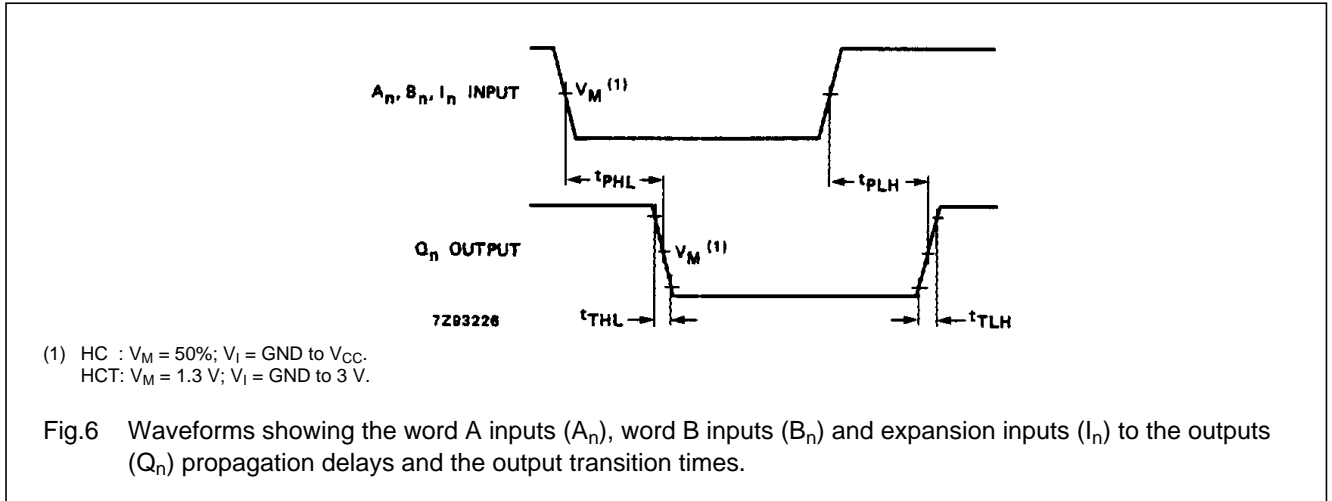 An, Bn, In INPUT
VM (1)
tPHL
tPLH
Qn OUTPUT
VM (1)
7Z93226
tTHL
tTLH
(1) HC : VM = 50%; VI = GND to VCC.
HCT: VM = 1.3 V; VI = GND to 3 V.
Fig.6 Waveforms showing the word A inputs (An), word B inputs (Bn) and expansion inputs (In) to the outputs
(Qn) propagation delays and the output transition times.